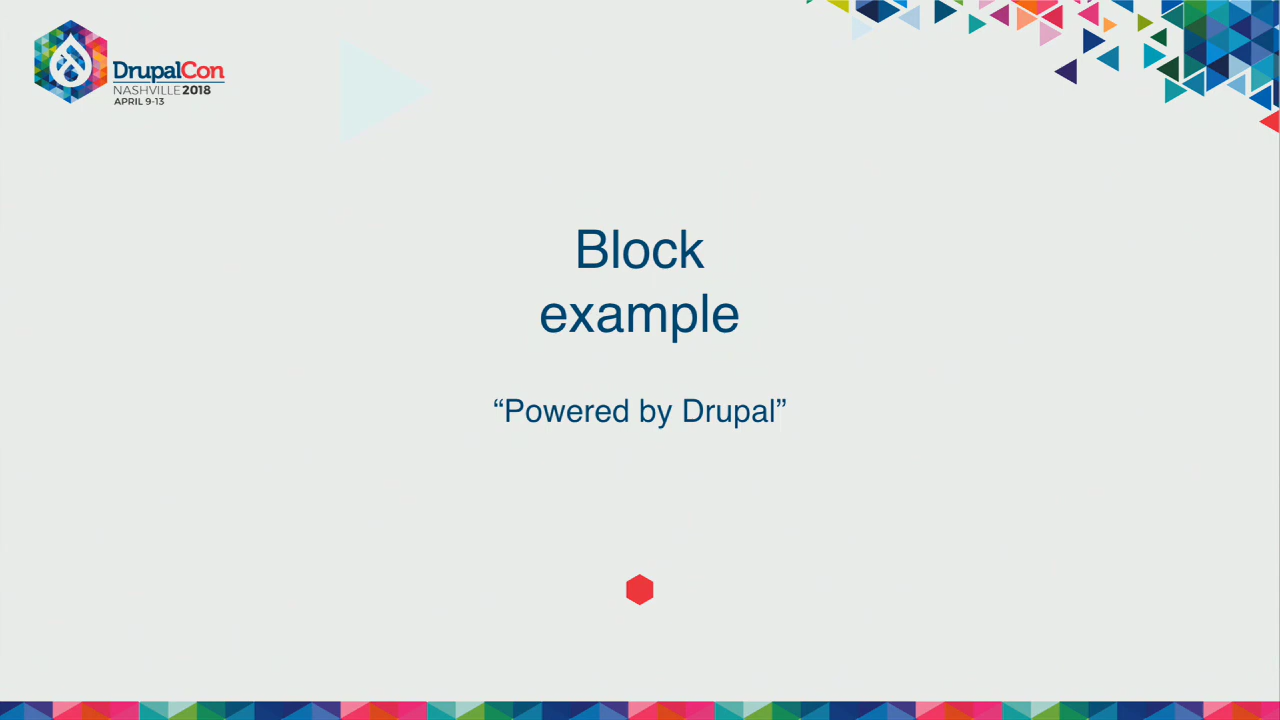 DrupalCon
NASHVILLE 2018
APRIL 9-13
Block
example
“Powered by Drupal”